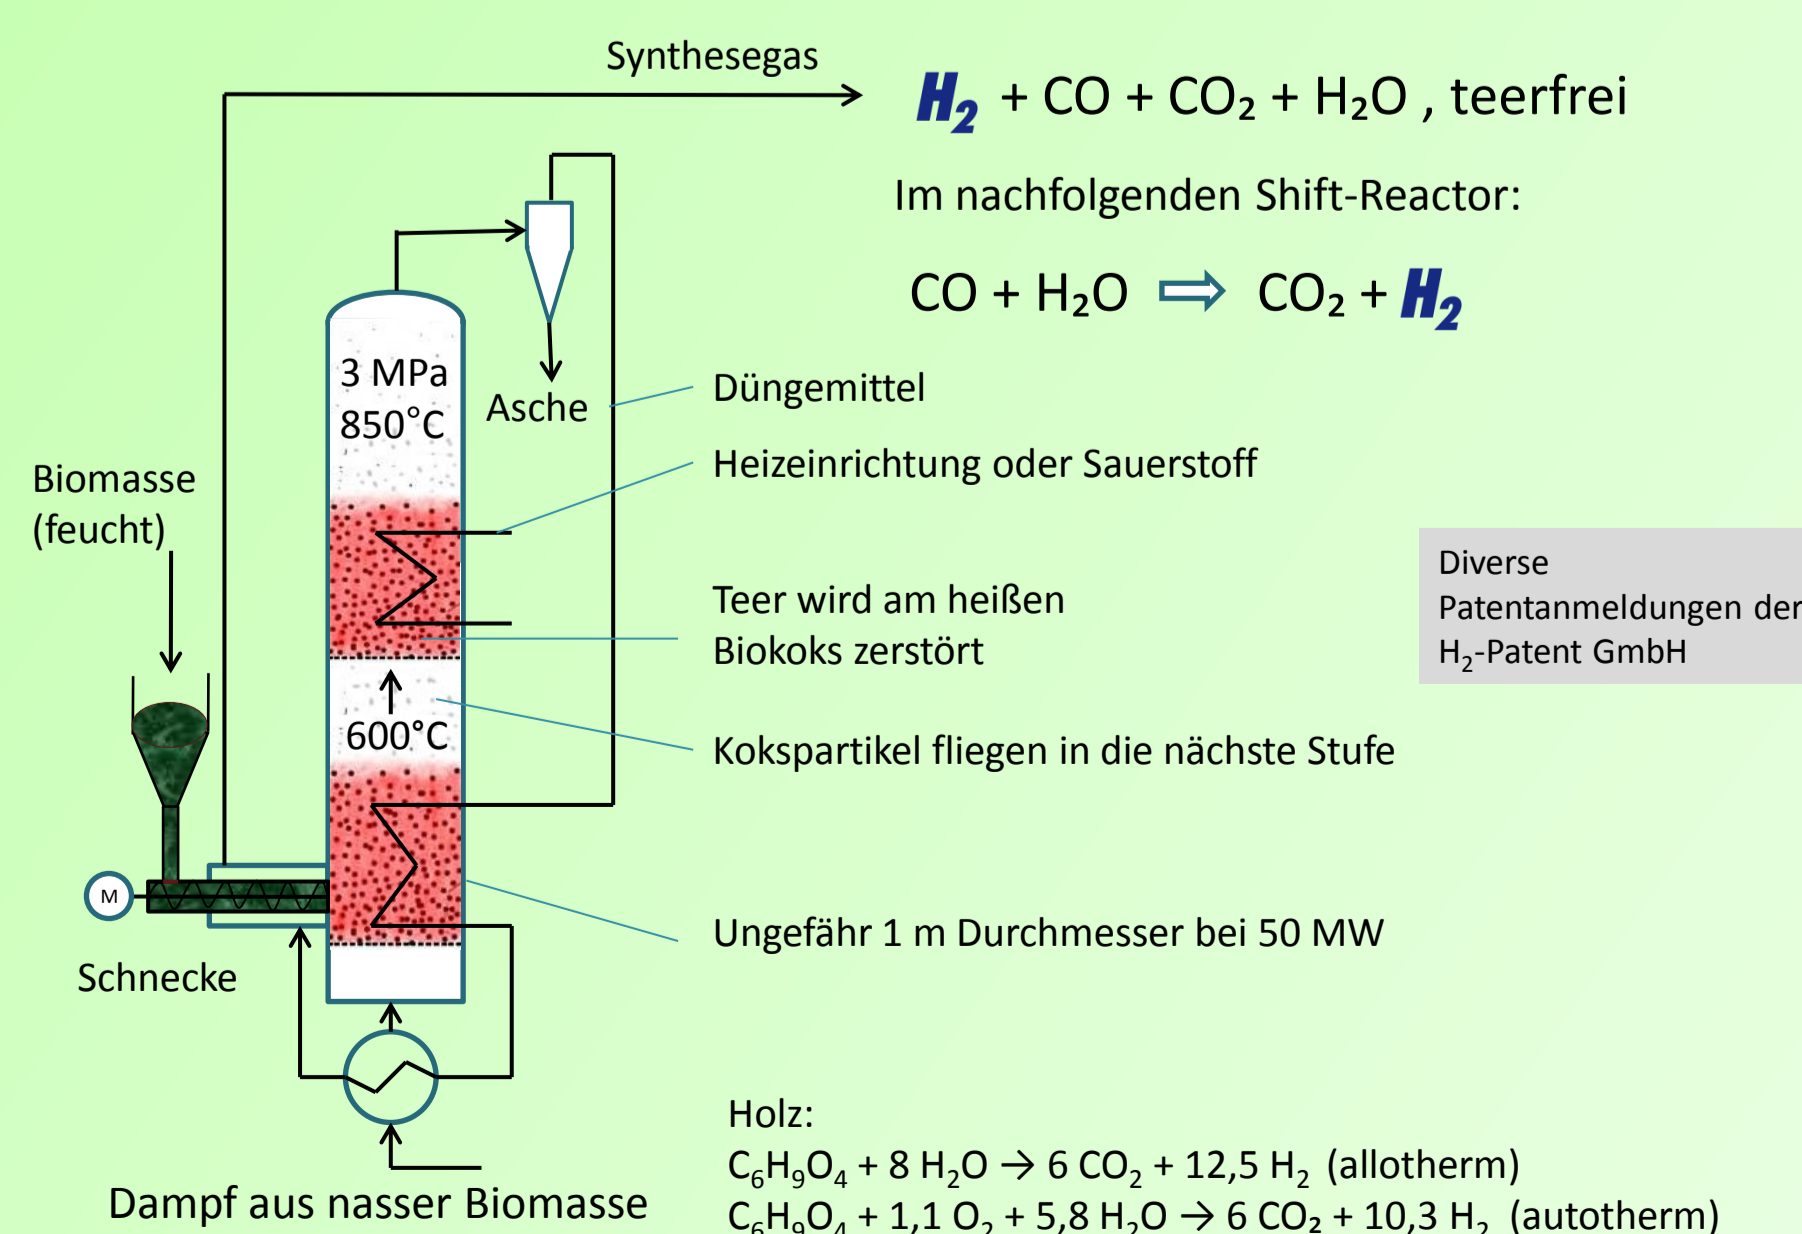 Synthesegas
H₂ + CO + CO₂ + H₂O , teerfrei
Im nachfolgenden Shift-Reactor:
CO + H₂O ⇨ CO₂ + H₂
3 MPa
850°C
Asche
Düngemittel
Heizeinrichtung oder Sauerstoff
Biomasse
(feucht)
Teer wird am heißen
Biokoks zerstört
Diverse
Patentanmeldungen der
H₂-Patent GmbH
600°C
Kokspartikel fliegen in die nächste Stufe
M
Ungefähr 1 m Durchmesser bei 50 MW
Schnecke
Dampf aus nasser Biomasse
Holz:
C₆H₉O₄ + 8 H₂O → 6 CO₂ + 12,5 H₂ (allotherm)
C₆H₉O₄ + 1,1 O₂ + 5,8 H₂O → 6 CO₂ + 10,3 H₂ (autotherm)